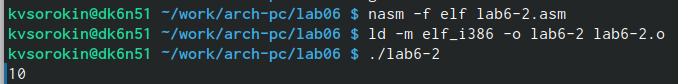 kvsorokin@dk6n51 ~/work/arch-pc/lab06 $ nasm -f elf lab6-2.asm
kvsorokin@dk6n51 ~/work/arch-pc/lab06 $ ld -m elf_i386 -o lab6-2 lab6-2.o
kvsorokin@dk6n51 ~/work/arch-pc/lab06 $ ./lab6-2
10